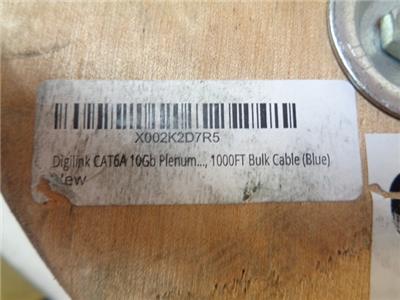 X002K2D7R5
Digilink CAT6A 10Gb Plenum..., 1000FT Bulk Cable (Blue)
New